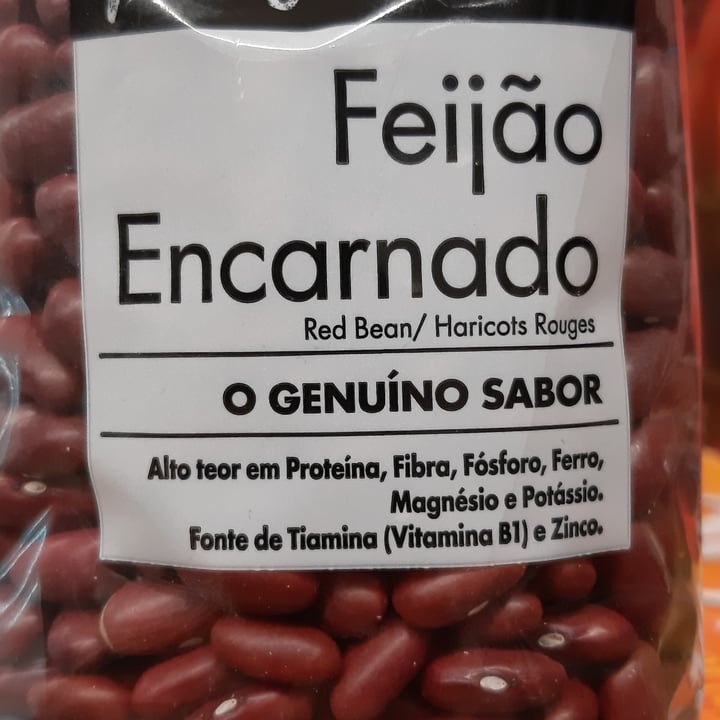 Feijão
Encarnado
Red Bean/ Haricots Rouges
O GENUÍNO SABOR
Alto teor em Proteína, Fibra, Fósforo, Ferro,
Magnésio e Potássio.
Fonte de Tiamina (Vitamina B1) e Zinco.